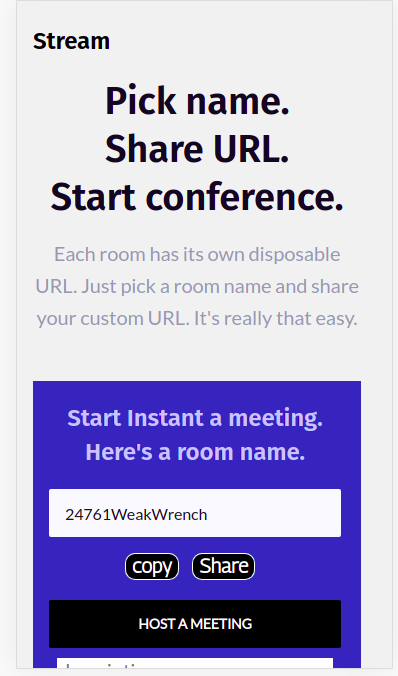 Stream
Pick name.
Share URL.
Start conference.
Each room has its own disposable
URL. Just pick a room name and share
your custom URL. It's really that easy.
Start Instant a meeting.
Here's a room name.
24761WeakWrench
copy Share
HOST A MEETING